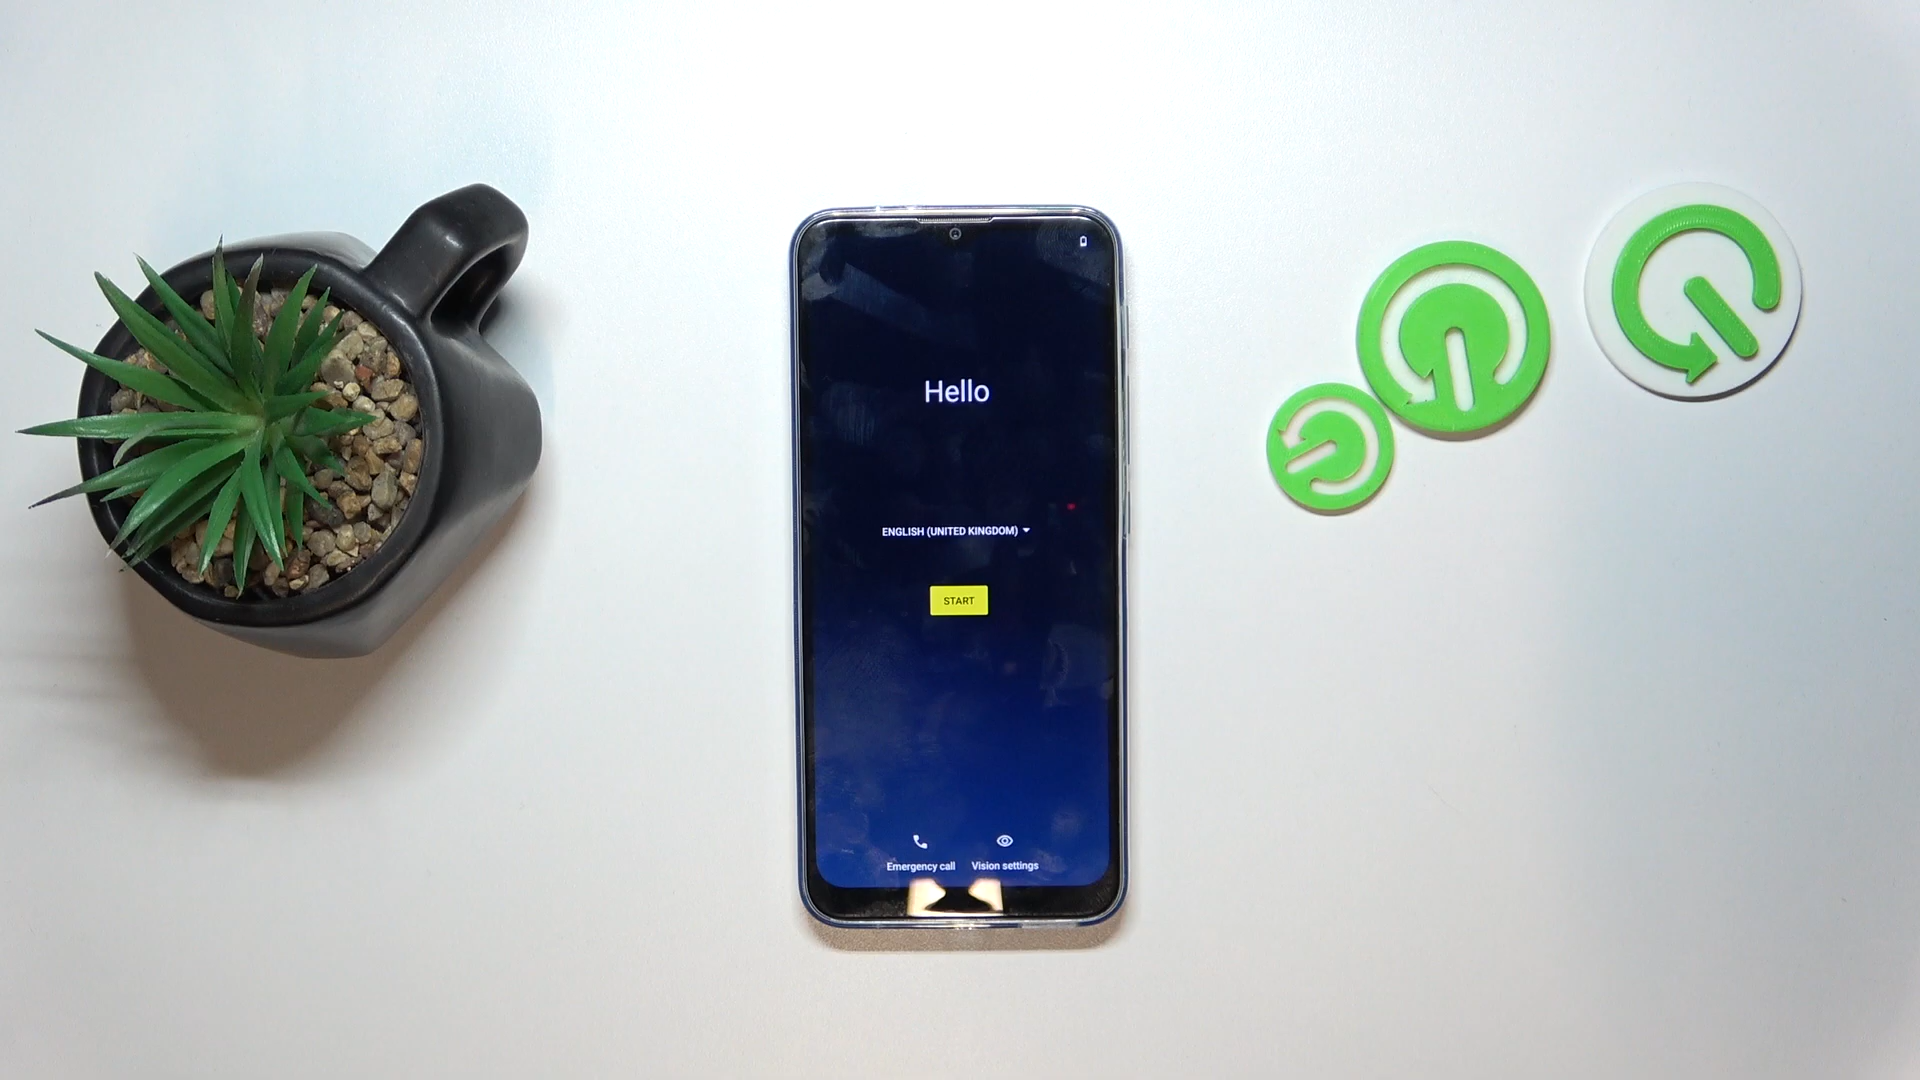 Hello
ENGLISH (UNITED KINGDOM)
START
Emergency call
Vision settings